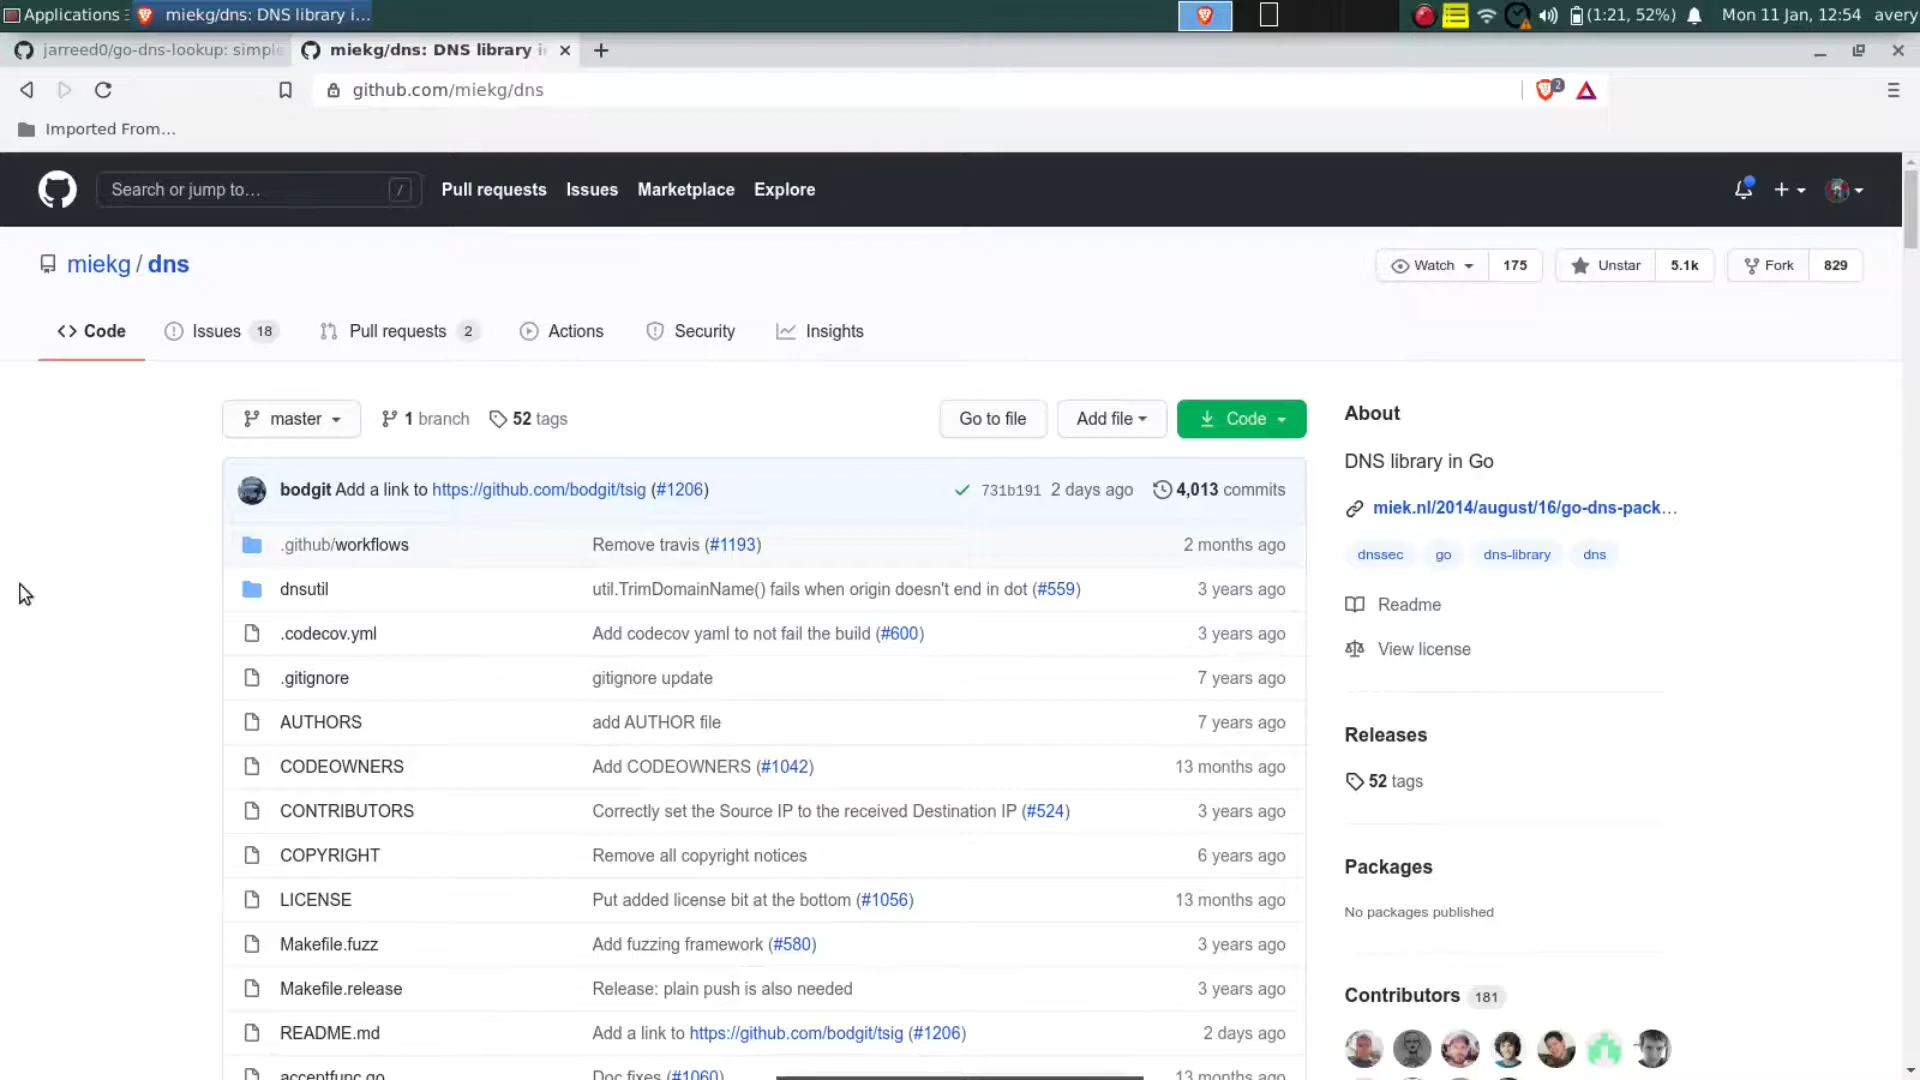 Applications
miekg/dns: DNS library i...
(1:21, 52%)
Mon 11 Jan, 12:54
avery
jarreed0/go-dns-lookup: simple
miekg/dns: DNS library i
github.com/miekg/dns
2
Imported From...
Search or jump to...
/
Pull requests
Issues
Marketplace
Explore
miekg / dns
Watch
175
Unstar
5.1k
Fork
829
Code
Issues 18
Pull requests 2
Actions
Security
Insights
master
1 branch
52 tags
Go to file
Add file
Code
bodgit Add a link to https://github.com/bodgit/tsig (#1206)
731b191 2 days ago
4,013 commits
.github/workflows
Remove travis (#1193)
2 months ago
dnsutil
util.TrimDomainName() fails when origin doesn't end in dot (#559)
3 years ago
.codecov.yml
Add codecov yaml to not fail the build (#600)
3 years ago
.gitignore
gitignore update
7 years ago
AUTHORS
add AUTHOR file
7 years ago
CODEOWNERS
Add CODEOWNERS (#1042)
13 months ago
CONTRIBUTORS
Correctly set the Source IP to the received Destination IP (#524)
3 years ago
COPYRIGHT
Remove all copyright notices
6 years ago
LICENSE
Put added license bit at the bottom (#1056)
13 months ago
Makefile.fuzz
Add fuzzing framework (#580)
3 years ago
Makefile.release
Release: plain push is also needed
3 years ago
README.md
Add a link to https://github.com/bodgit/tsig (#1206)
2 days ago
acceptfunc.go
Doc fixes (#1060)
13 months ago
About
DNS library in Go
miek.nl/2014/august/16/go-dns-pack...
dnssec
go
dns-library
dns
Readme
View license
Releases
52 tags
Packages
No packages published
Contributors 181